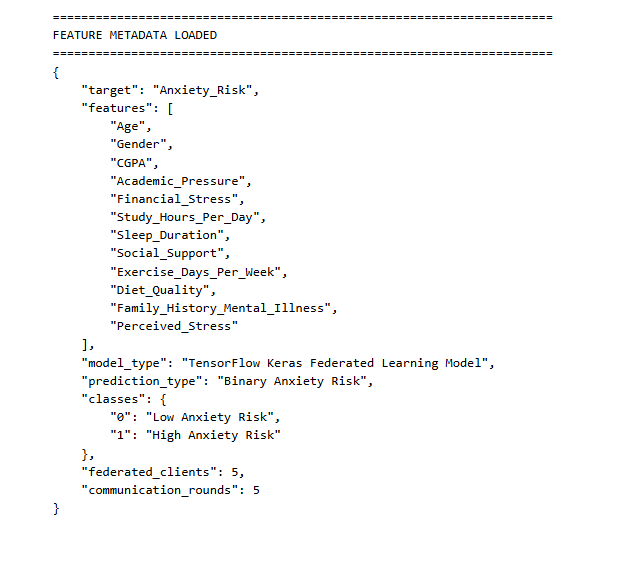 ======================================================================
FEATURE METADATA LOADED
======================================================================
{
    "target": "Anxiety_Risk",
    "features": [
        "Age",
        "Gender",
        "CGPA",
        "Academic_Pressure",
        "Financial_Stress",
        "Study_Hours_Per_Day",
        "Sleep_Duration",
        "Social_Support",
        "Exercise_Days_Per_Week",
        "Diet_Quality",
        "Family_History_Mental_Illness",
        "Perceived_Stress"
    ],
    "model_type": "TensorFlow Keras Federated Learning Model",
    "prediction_type": "Binary Anxiety Risk",
    "classes": {
        "0": "Low Anxiety Risk",
        "1": "High Anxiety Risk"
    },
    "federated_clients": 5,
    "communication_rounds": 5
}